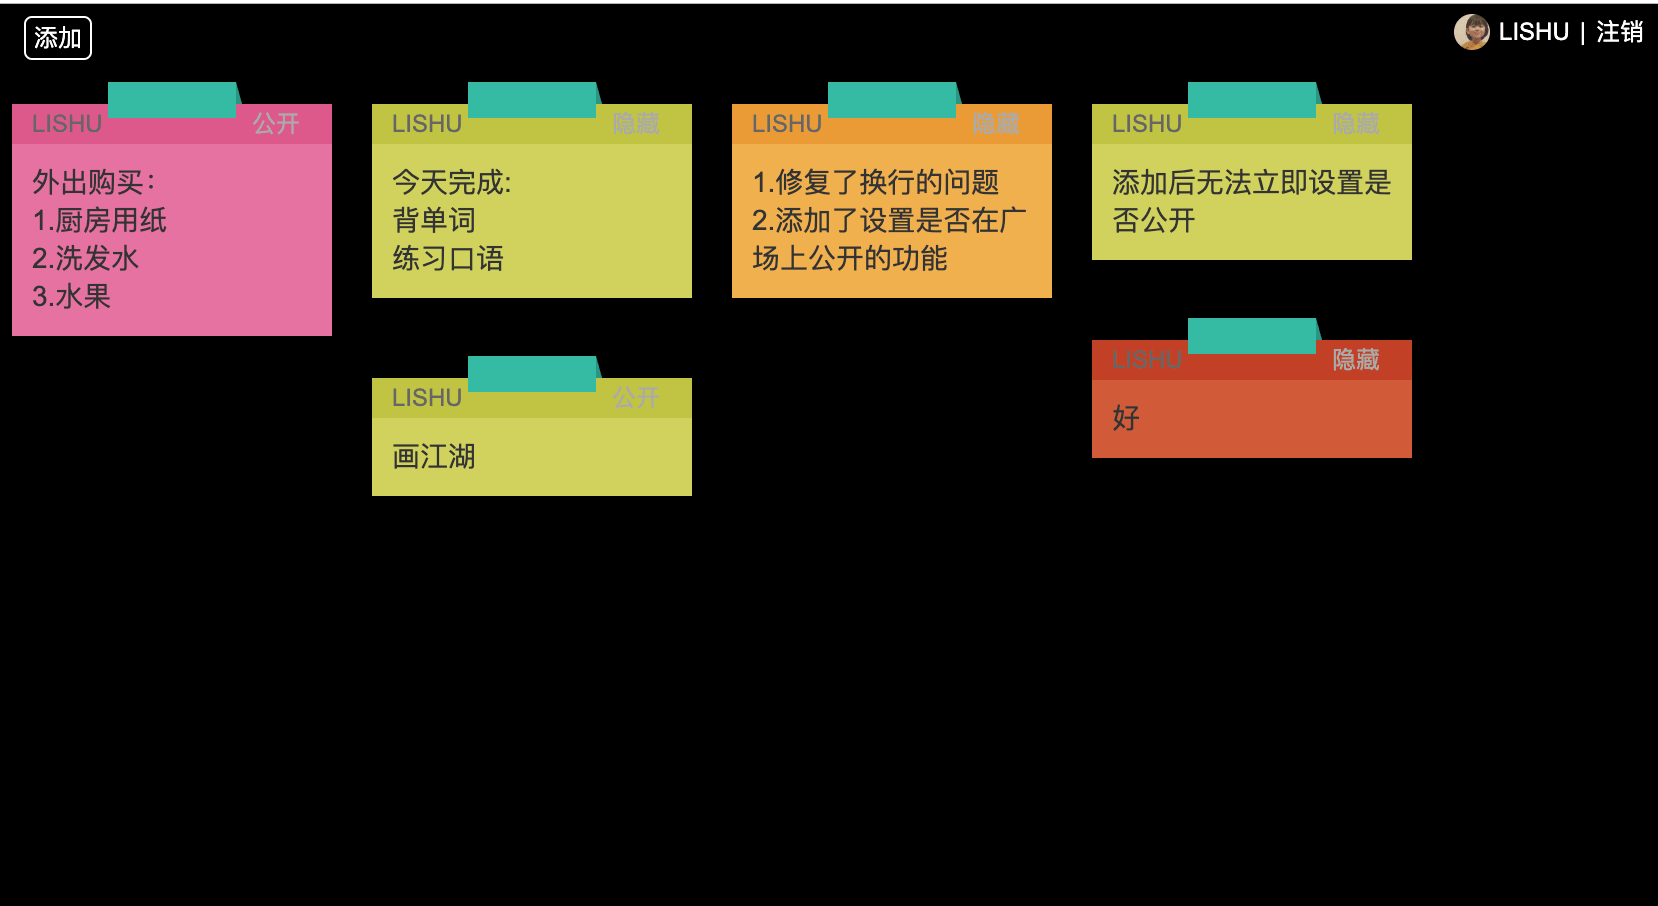 添加
LISHU | 注销
LISHU 公开
外出购买：
1.厨房用纸
2.洗发水
3.水果
LISHU 隐藏
今天完成:
背单词
练习口语
LISHU 隐藏
1.修复了换行的问题
2.添加了设置是否在广
场上公开的功能
LISHU 隐藏
添加后无法立即设置是
否公开
LISHU 公开
画江湖
LISHU 隐藏
好